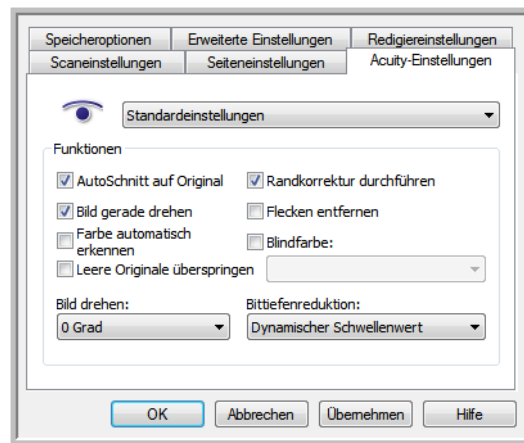 Speicheroptionen Erweiterte Einstellungen Redigiereinstellungen
Scaneinstellungen Seiteneinstellungen Acuity-Einstellungen
Standardeinstellungen
Funktionen
AutoSchnitt auf Original Randkorrektur durchführen
Bild gerade drehen Flecken entfernen
Farbe automatisch
erkennen
Blindfarbe:
Leere Originale überspringen
Bild drehen: Bittiefenreduktion:
0 Grad Dynamischer Schwellenwert
OK Abbrechen Übernehmen Hilfe